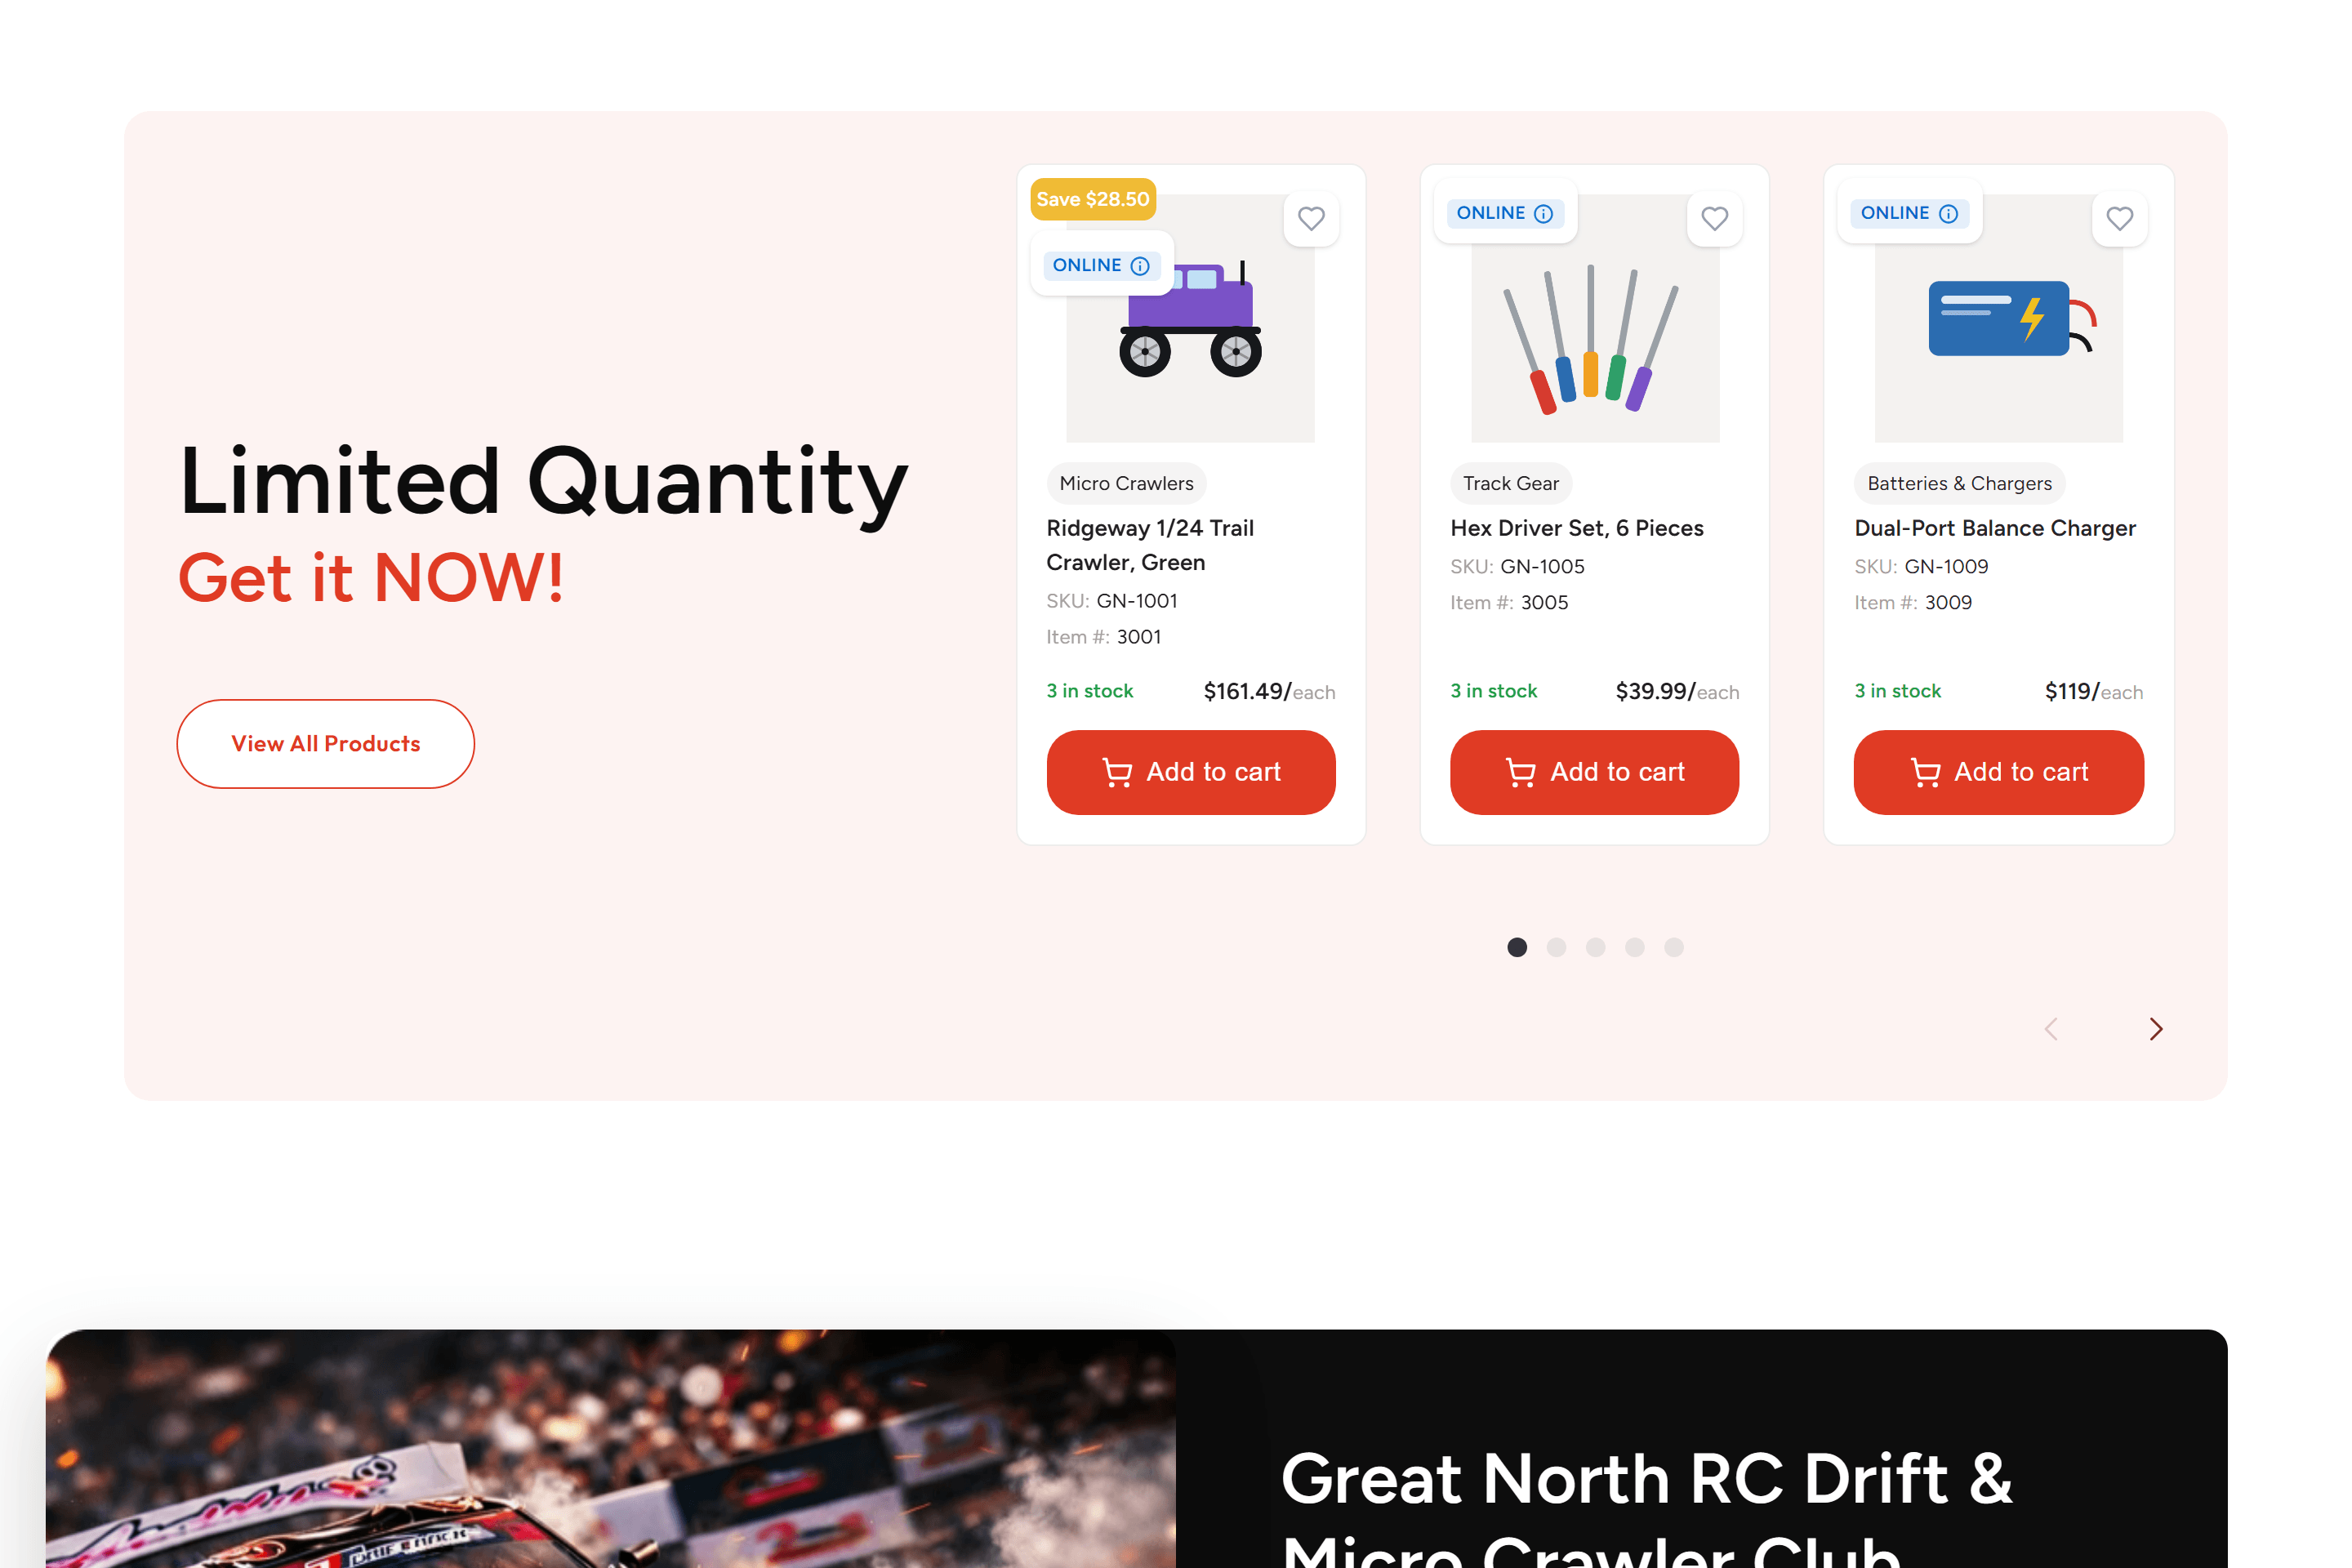 Limited Quantity
Get it NOW!
View All Products
Save $28.50
ONLINE
Micro Crawlers
Ridgeway 1/24 Trail
Crawler, Green
SKU: GN-1001
Item #: 3001
3 in stock
$161.49/each
Add to cart
ONLINE
Track Gear
Hex Driver Set, 6 Pieces
SKU: GN-1005
Item #: 3005
3 in stock
$39.99/each
Add to cart
ONLINE
Batteries & Chargers
Dual-Port Balance Charger
SKU: GN-1009
Item #: 3009
3 in stock
$119/each
Add to cart
Great North RC Drift &
Micro Crawler Club